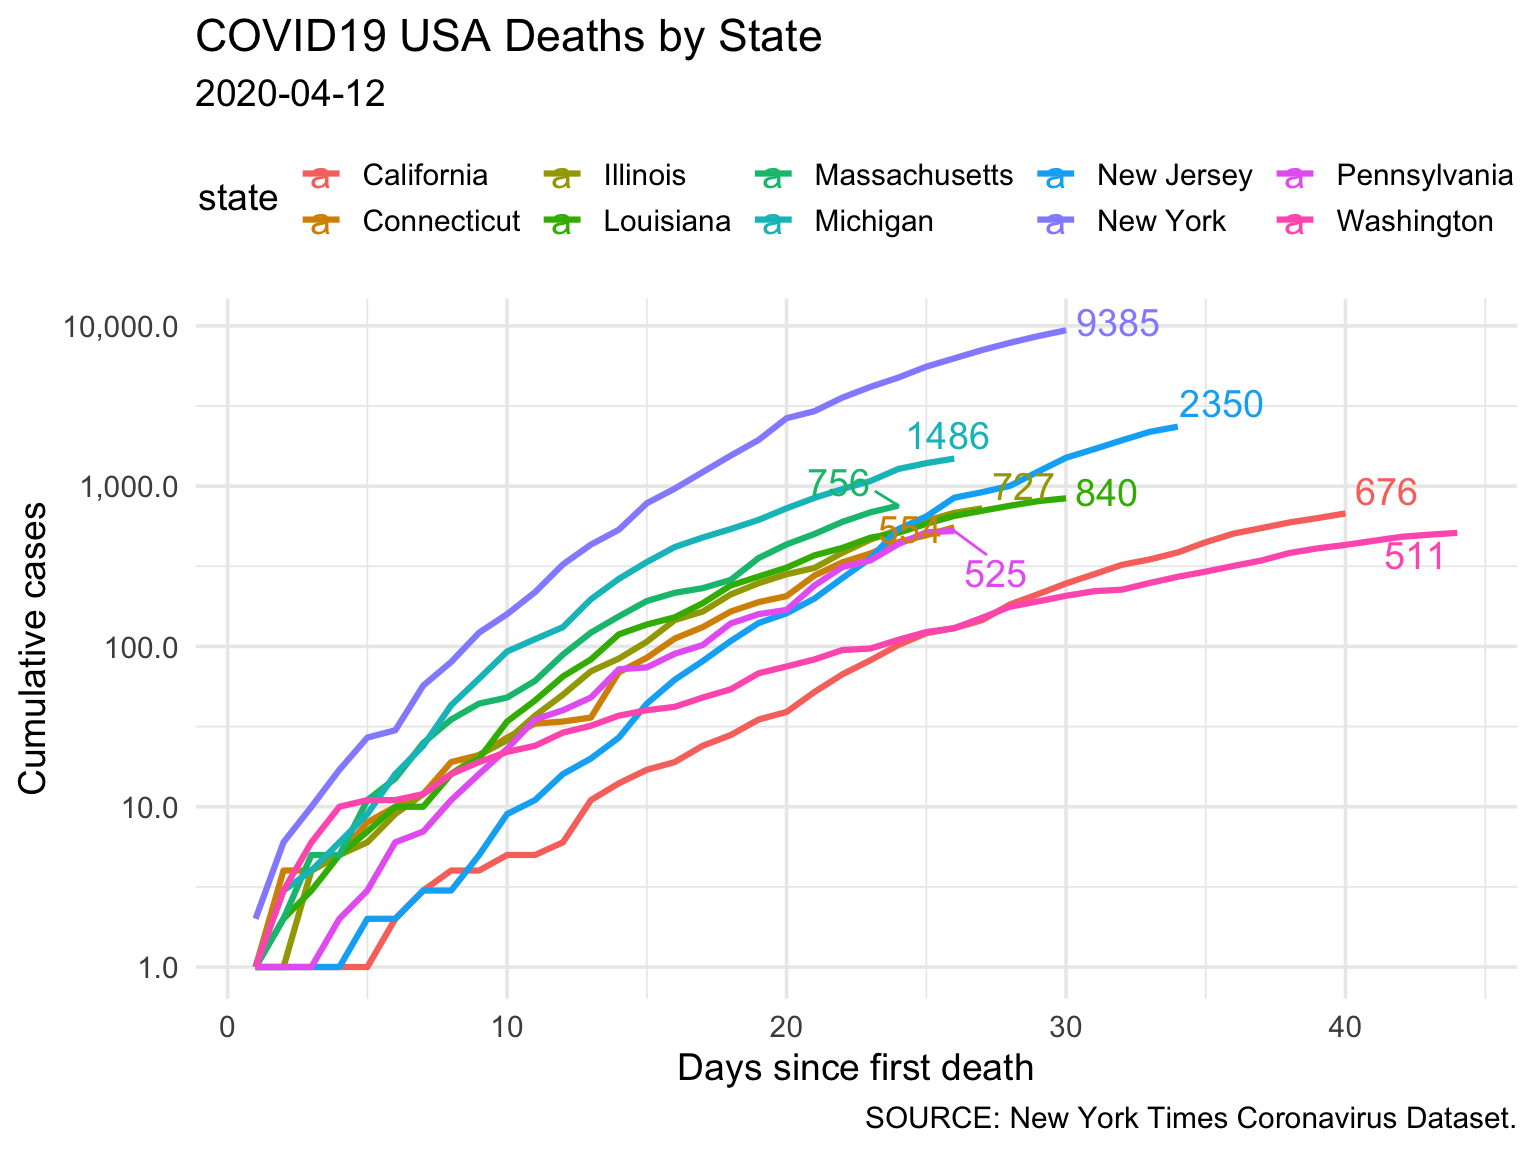 COVID19 USA Deaths by State
2020-04-12
state
a California
a Illinois
a Massachusetts
a New Jersey
a Pennsylvania
a Connecticut
a Louisiana
a Michigan
a New York
a Washington
Cumulative cases
10,000.0
1,000.0
100.0
10.0
1.0
9385
2350
1486
756
727
840
676
554
511
525
0
10
20
30
40
Days since first death
SOURCE: New York Times Coronavirus Dataset.